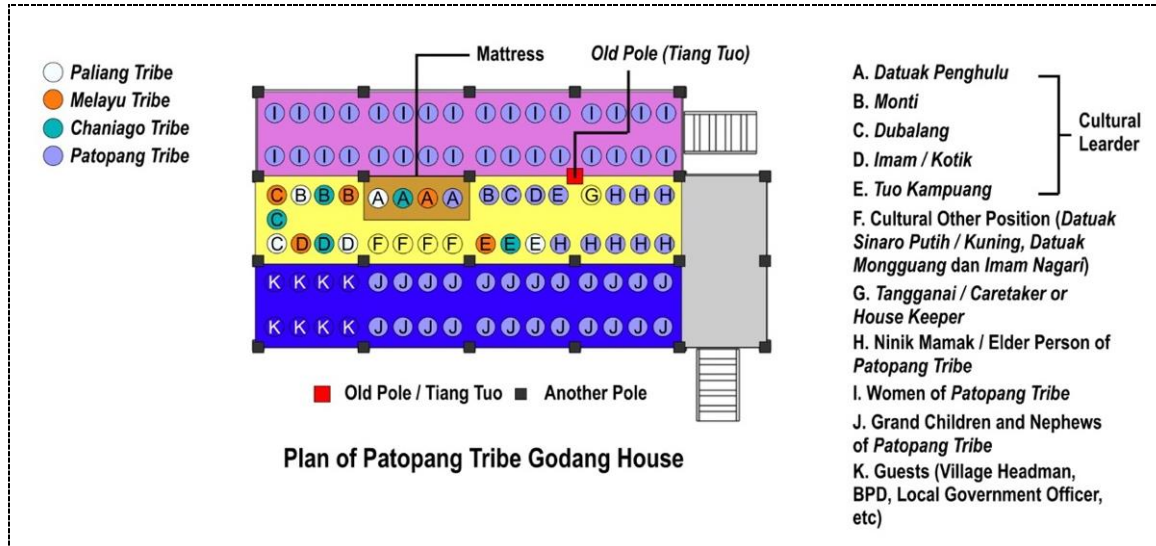 Paliang Tribe
Melayu Tribe
Chaniago Tribe
Patopang Tribe
Mattress
Old Pole (Tiang Tuo)
I I I I I I I I I I I I I I I I
I I I I I I I I I I I I I I I I
C B B B A A A A B C D E G H H H
C
C D D D F F F F E E E H H H H H
K K K K J J J J J J J J J J J J
K K K K J J J J J J J J J J J J
Old Pole / Tiang Tuo
Another Pole
Plan of Patopang Tribe Godang House
A. Datuak Penghulu
B. Monti
C. Dubalang
D. Imam / Kotik
E. Tuo Kampuang
Cultural
Learder
F. Cultural Other Position (Datuak
Sinaro Putih / Kuning, Datuak
Mongguang dan Imam Nagari)
G. Tangganai / Caretaker or
House Keeper
H. Ninik Mamak / Elder Person of
Patopang Tribe
I. Women of Patopang Tribe
J. Grand Children and Nephews
of Patopang Tribe
K. Guests (Village Headman,
BPD, Local Government Officer,
etc)